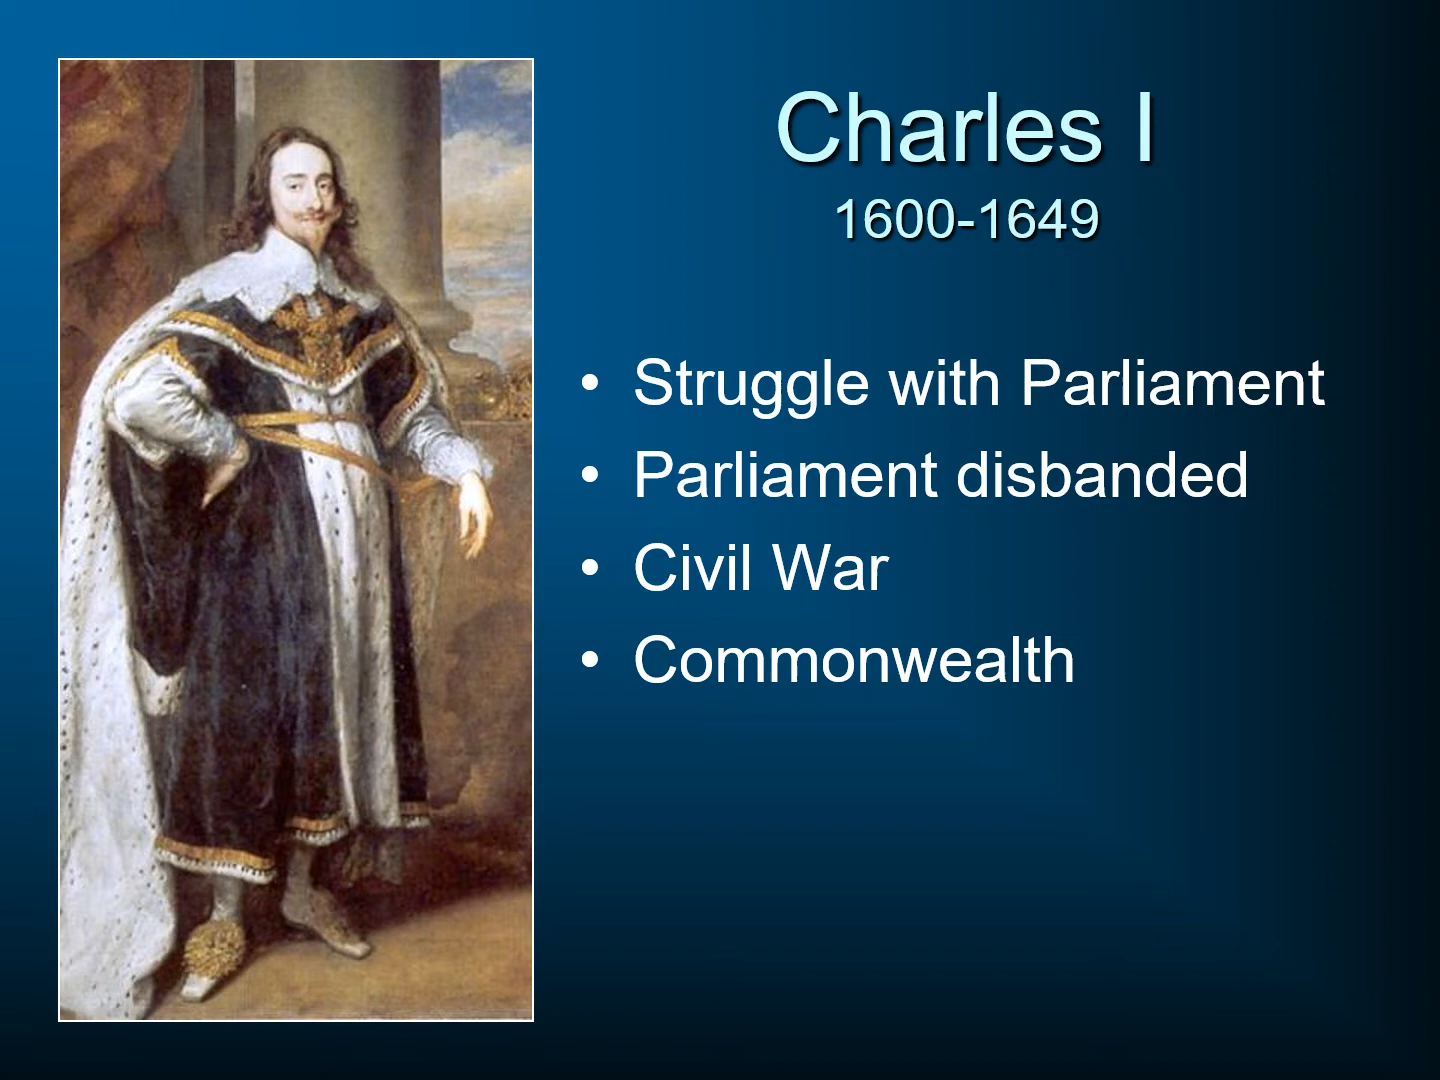 Charles I
1600-1649
• Struggle with Parliament
• Parliament disbanded
• Civil War
• Commonwealth